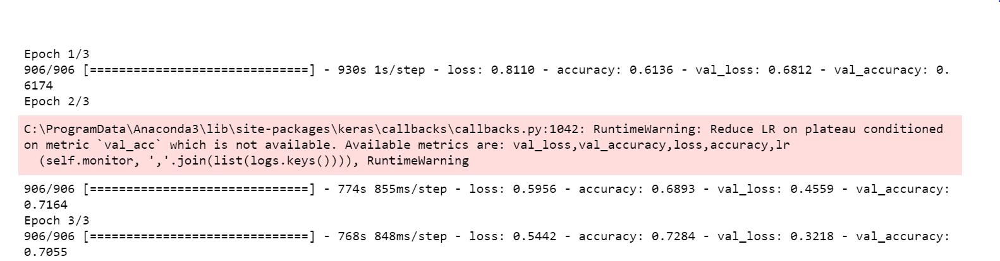 Epoch 1/3
906/906 [==============================] - 930s 1s/step - loss: 0.8110 - accuracy: 0.6136 - val_loss: 0.6812 - val_accuracy: 0.
6174
Epoch 2/3
C:\ProgramData\Anaconda3\lib\site-packages\keras\callbacks\callbacks.py:1042: RuntimeWarning: Reduce LR on plateau conditioned
on metric `val_acc` which is not available. Available metrics are: val_loss,val_accuracy,loss,accuracy,lr
  (self.monitor, ','.join(list(logs.keys()))), RuntimeWarning
906/906 [==============================] - 774s 855ms/step - loss: 0.5956 - accuracy: 0.6893 - val_loss: 0.4559 - val_accuracy:
0.7164
Epoch 3/3
906/906 [==============================] - 768s 848ms/step - loss: 0.5442 - accuracy: 0.7284 - val_loss: 0.3218 - val_accuracy:
0.7055